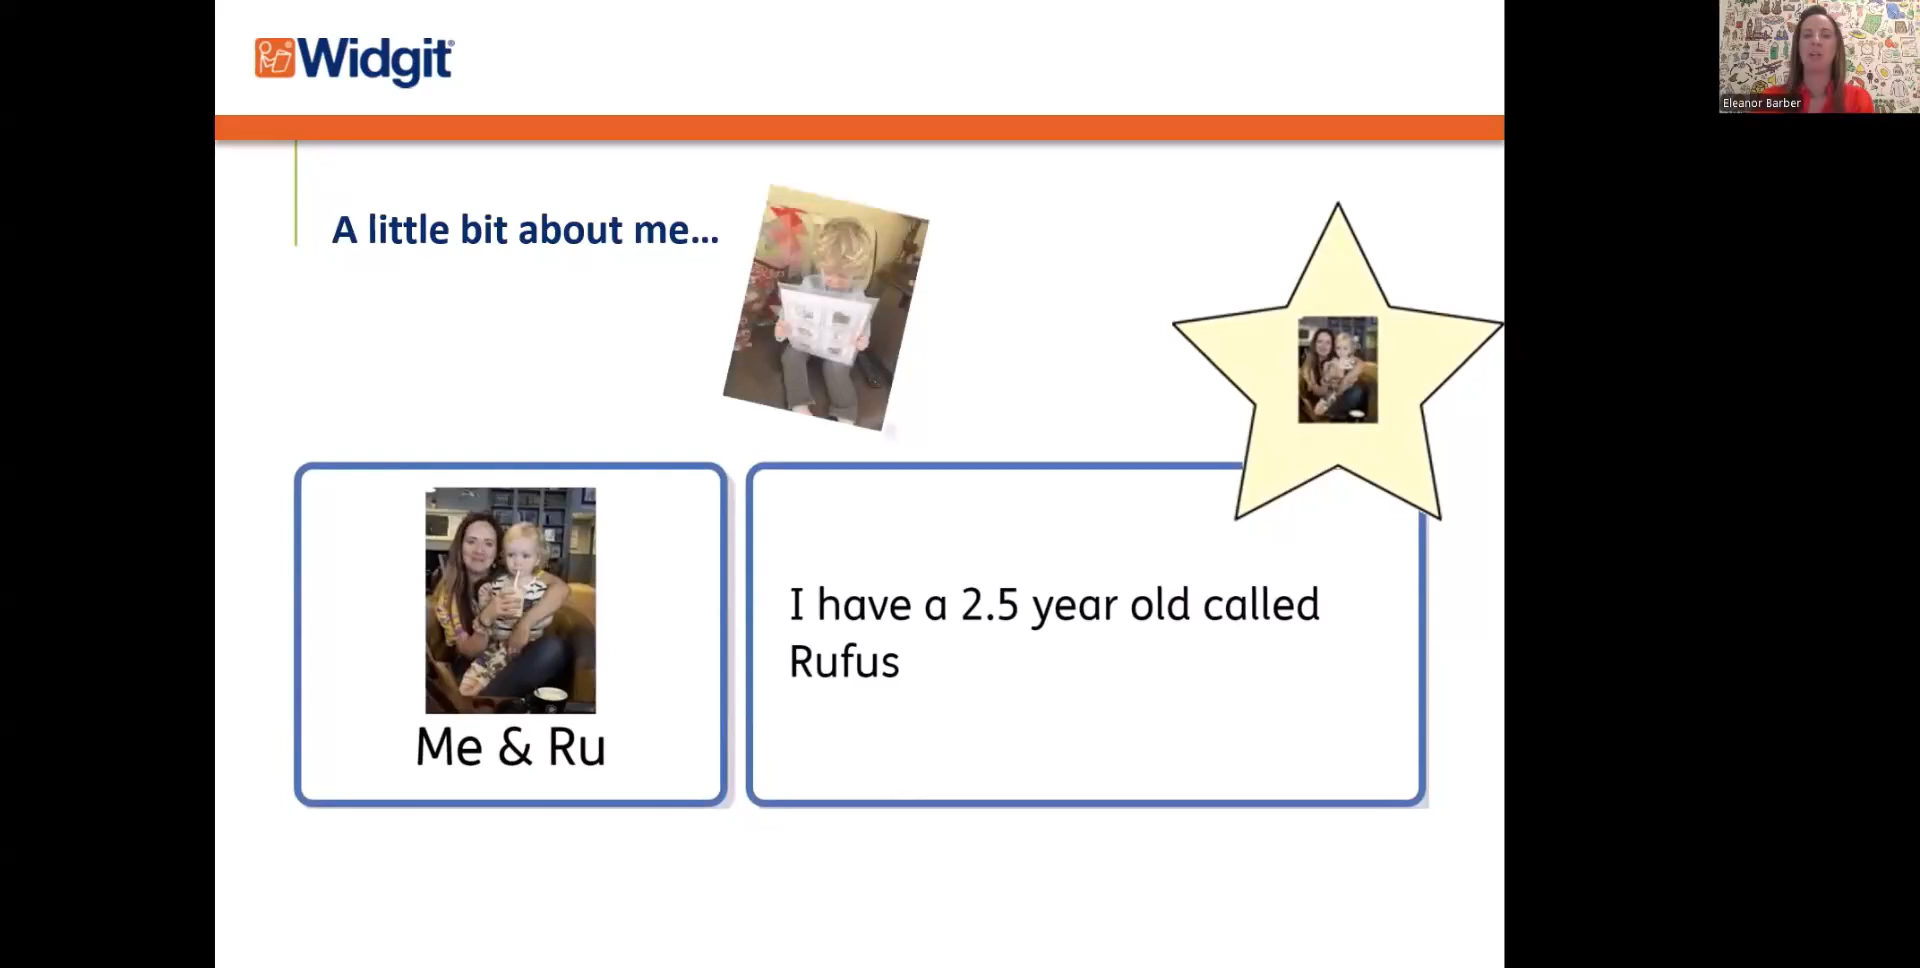 Widgit
Eleanor Barber
A little bit about me...
Me & Ru
I have a 2.5 year old called
Rufus